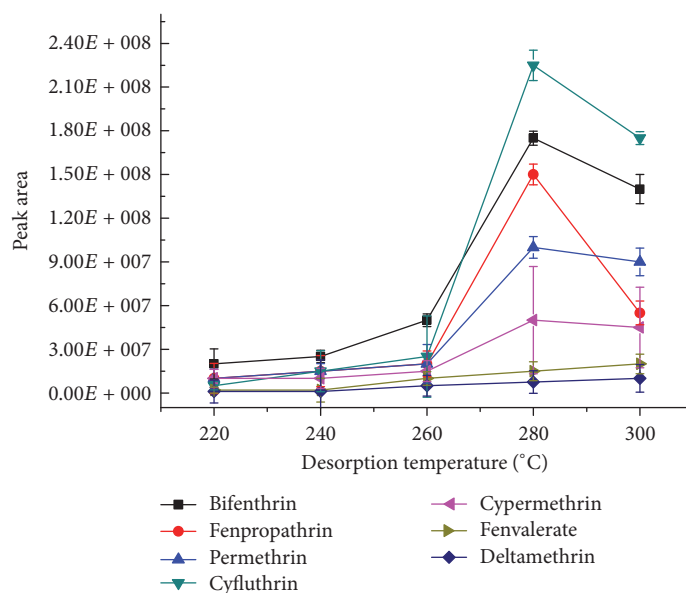 2.40E + 008
2.10E + 008
1.80E + 008
1.50E + 008
1.20E + 008
9.00E + 007
6.00E + 007
3.00E + 007
0.00E + 000
Peak area
220 240 260 280 300
Desorption temperature (°C)
Bifenthrin
Fenpropathrin
Permethrin
Cyfluthrin
Cypermethrin
Fenvalerate
Deltamethrin